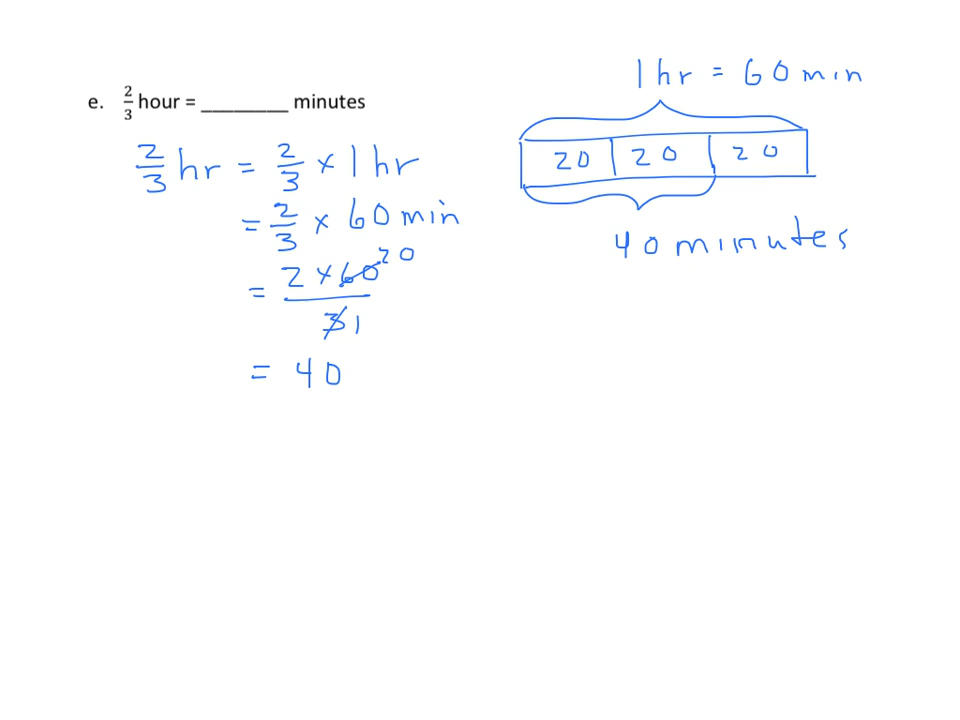 e. 2/3 hour = ________ minutes
2/3 hr = 2/3 × 1 hr
= 2/3 × 60 min
= 2 × 60 20 / 3 1
= 40
1 hr = 60 min
20 | 20 | 20
40 minutes